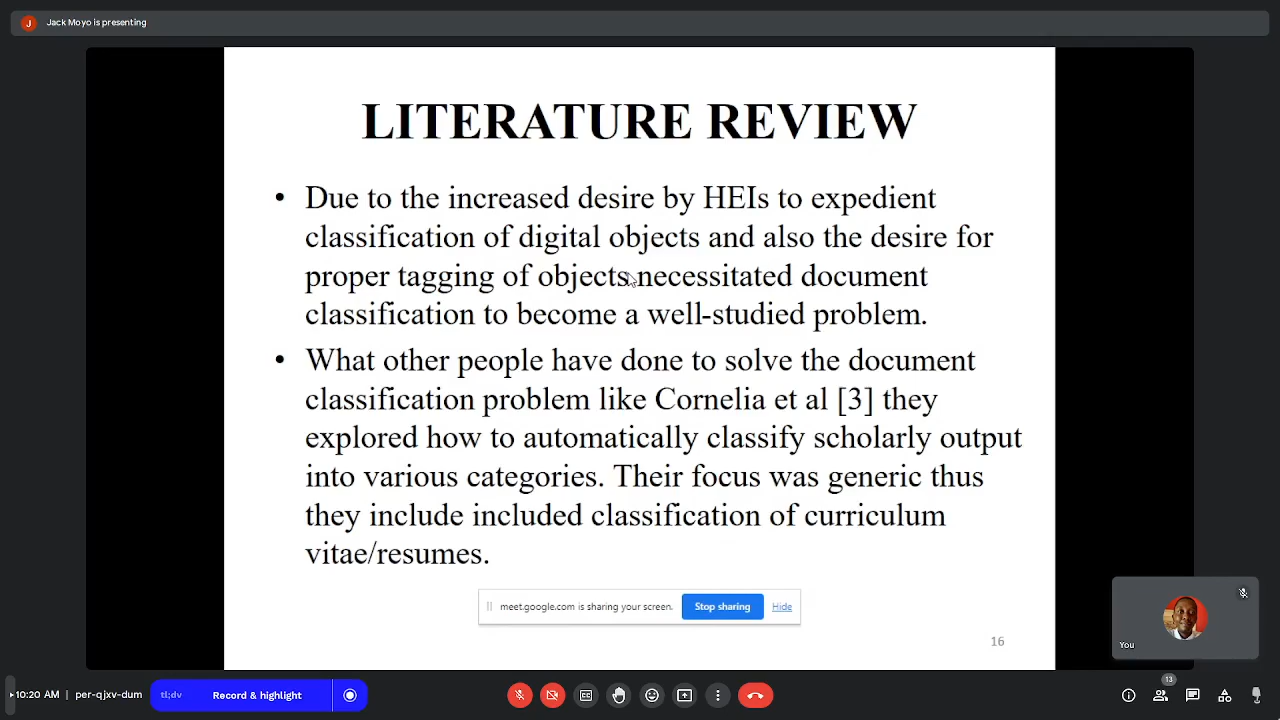 J Jack Moyo is presenting
LITERATURE REVIEW
• Due to the increased desire by HEIs to expedient
classification of digital objects and also the desire for
proper tagging of objects necessitated document
classification to become a well-studied problem.
• What other people have done to solve the document
classification problem like Cornelia et al [3] they
explored how to automatically classify scholarly output
into various categories. Their focus was generic thus
they include included classification of curriculum
vitae/resumes.
meet.google.com is sharing your screen. Stop sharing Hide
16
You
10:20 AM | per-qjxv-dum
tl;dv Record & highlight
13